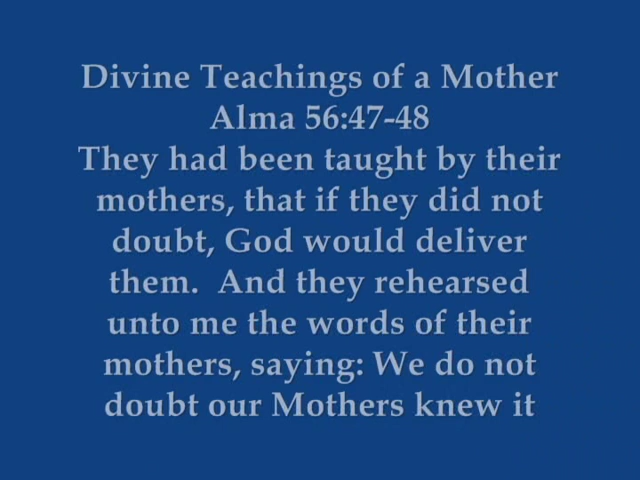 Divine Teachings of a Mother
Alma 56:47-48
They had been taught by their
mothers, that if they did not
doubt, God would deliver
them.  And they rehearsed
unto me the words of their
mothers, saying: We do not
doubt our Mothers knew it